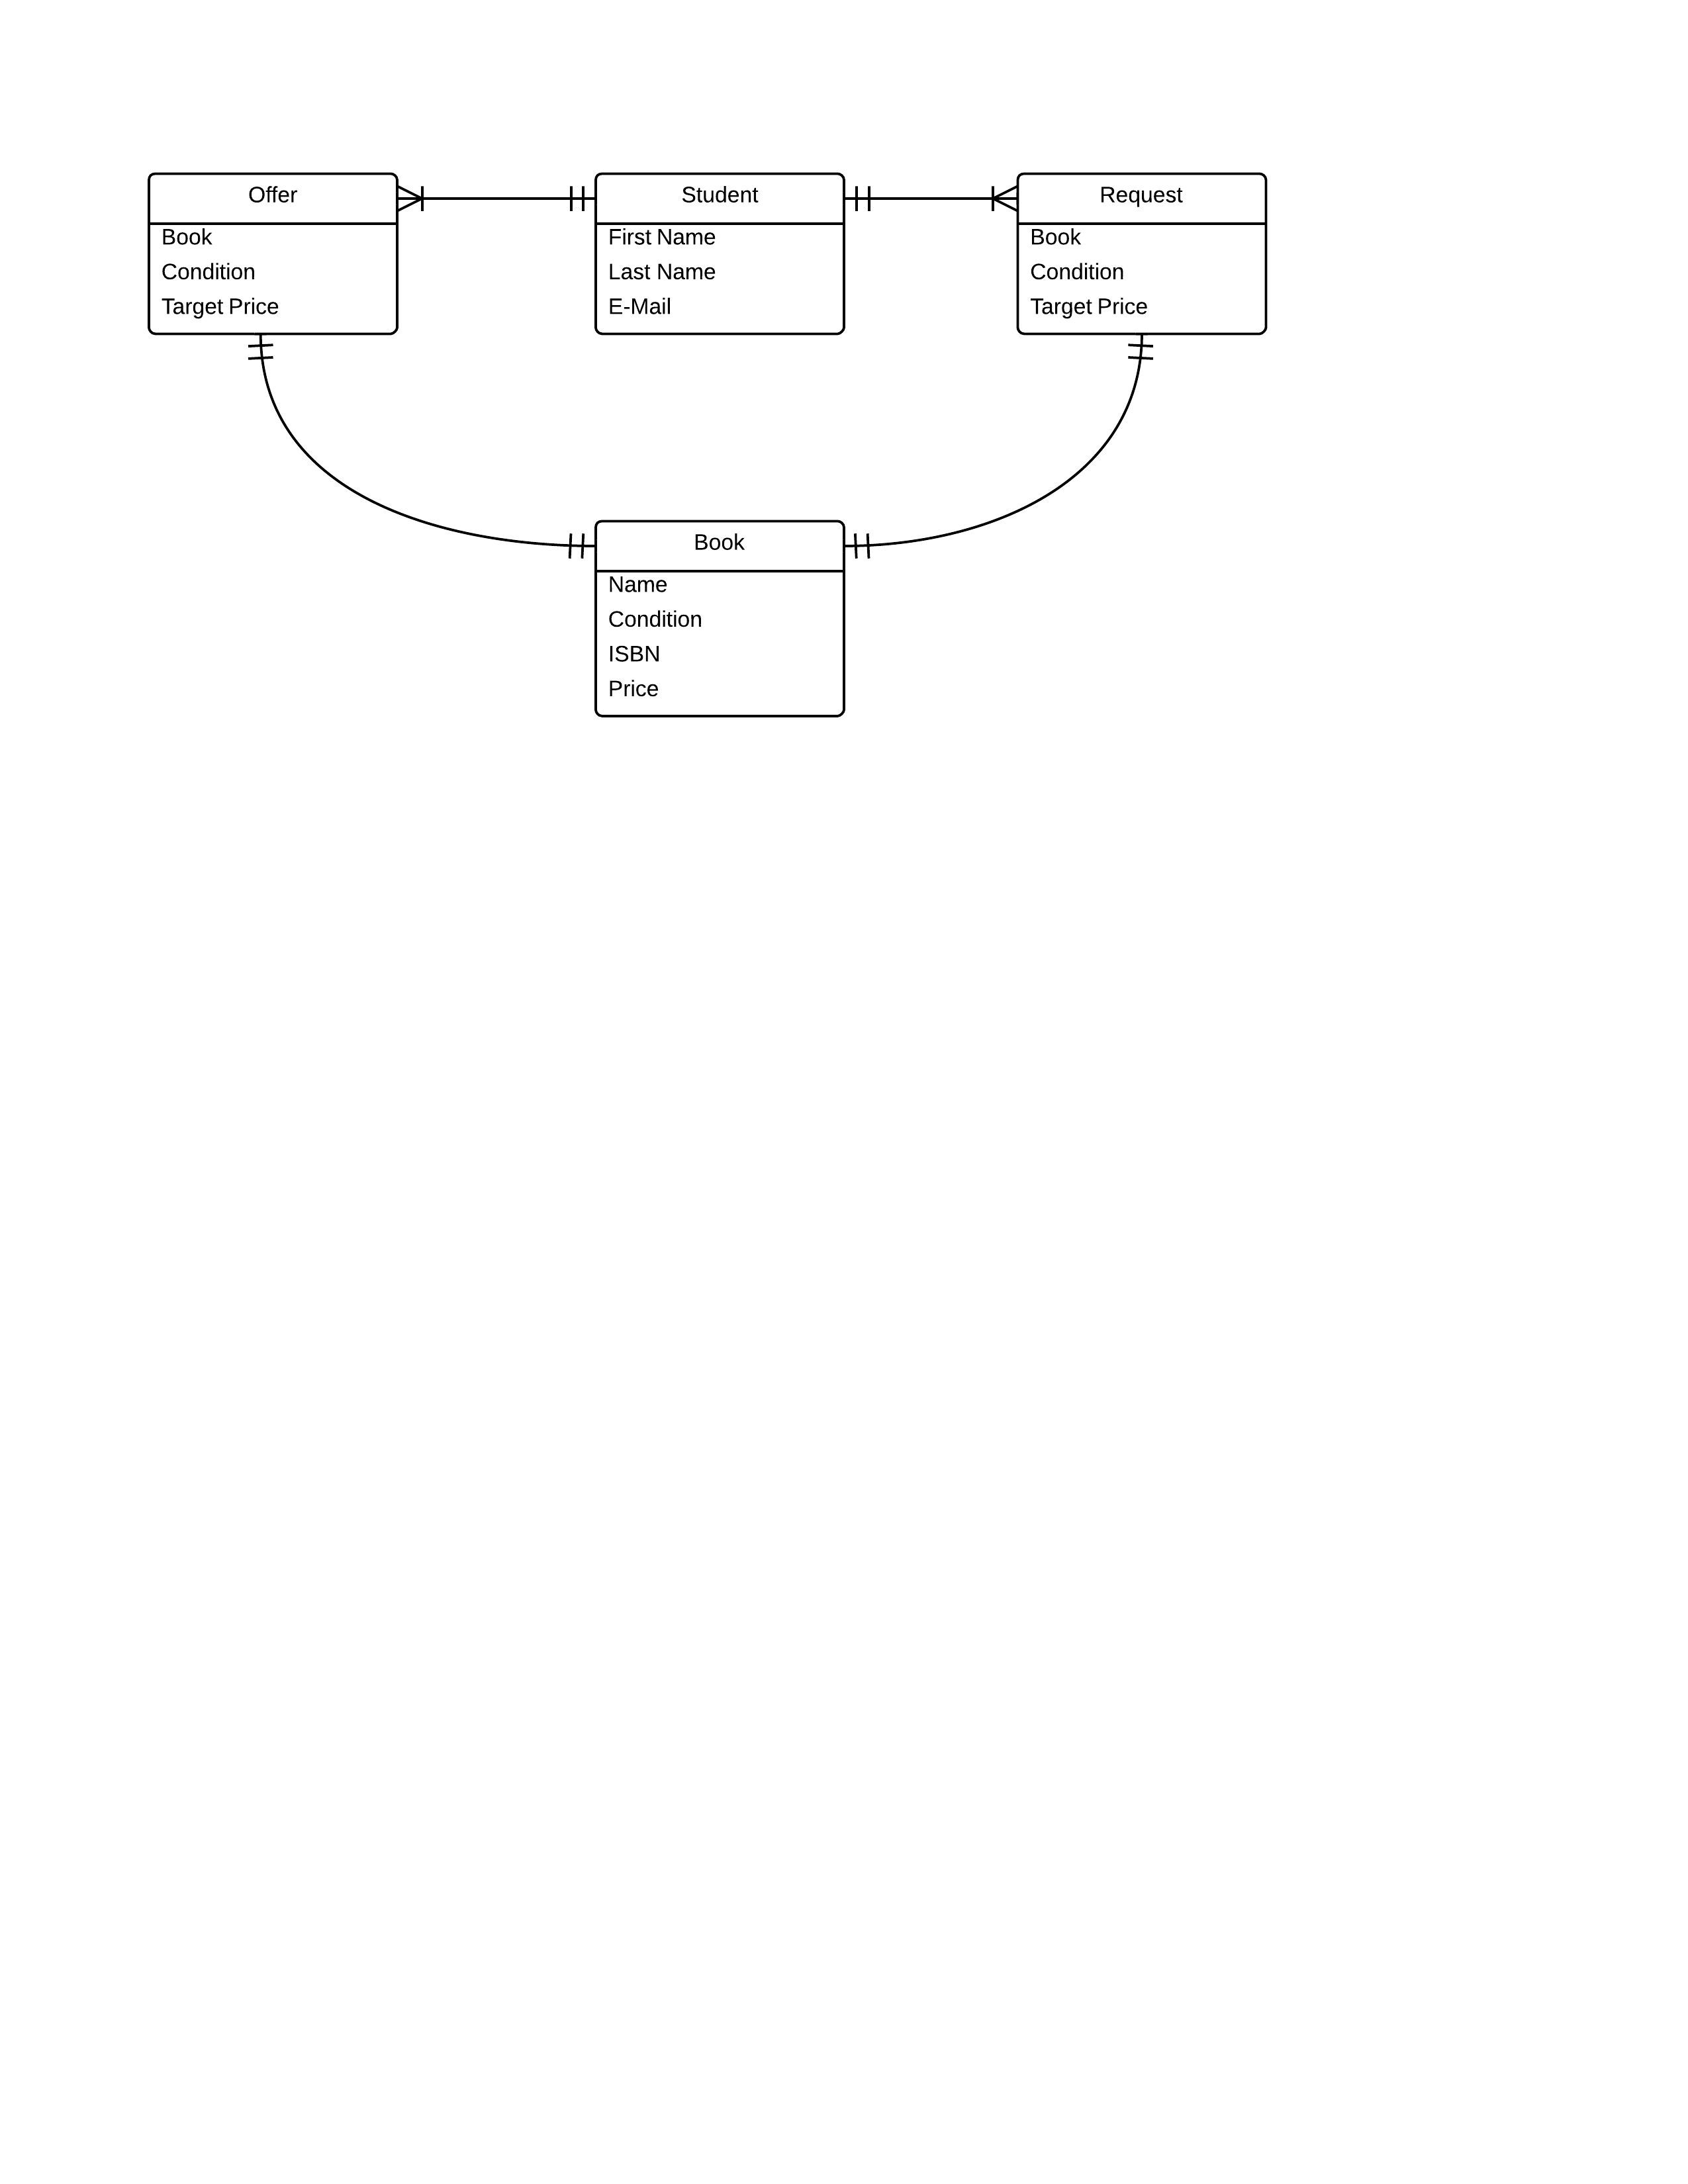 Offer
Book
Condition
Target Price
Student
First Name
Last Name
E-Mail
Request
Book
Condition
Target Price
Book
Name
Condition
ISBN
Price